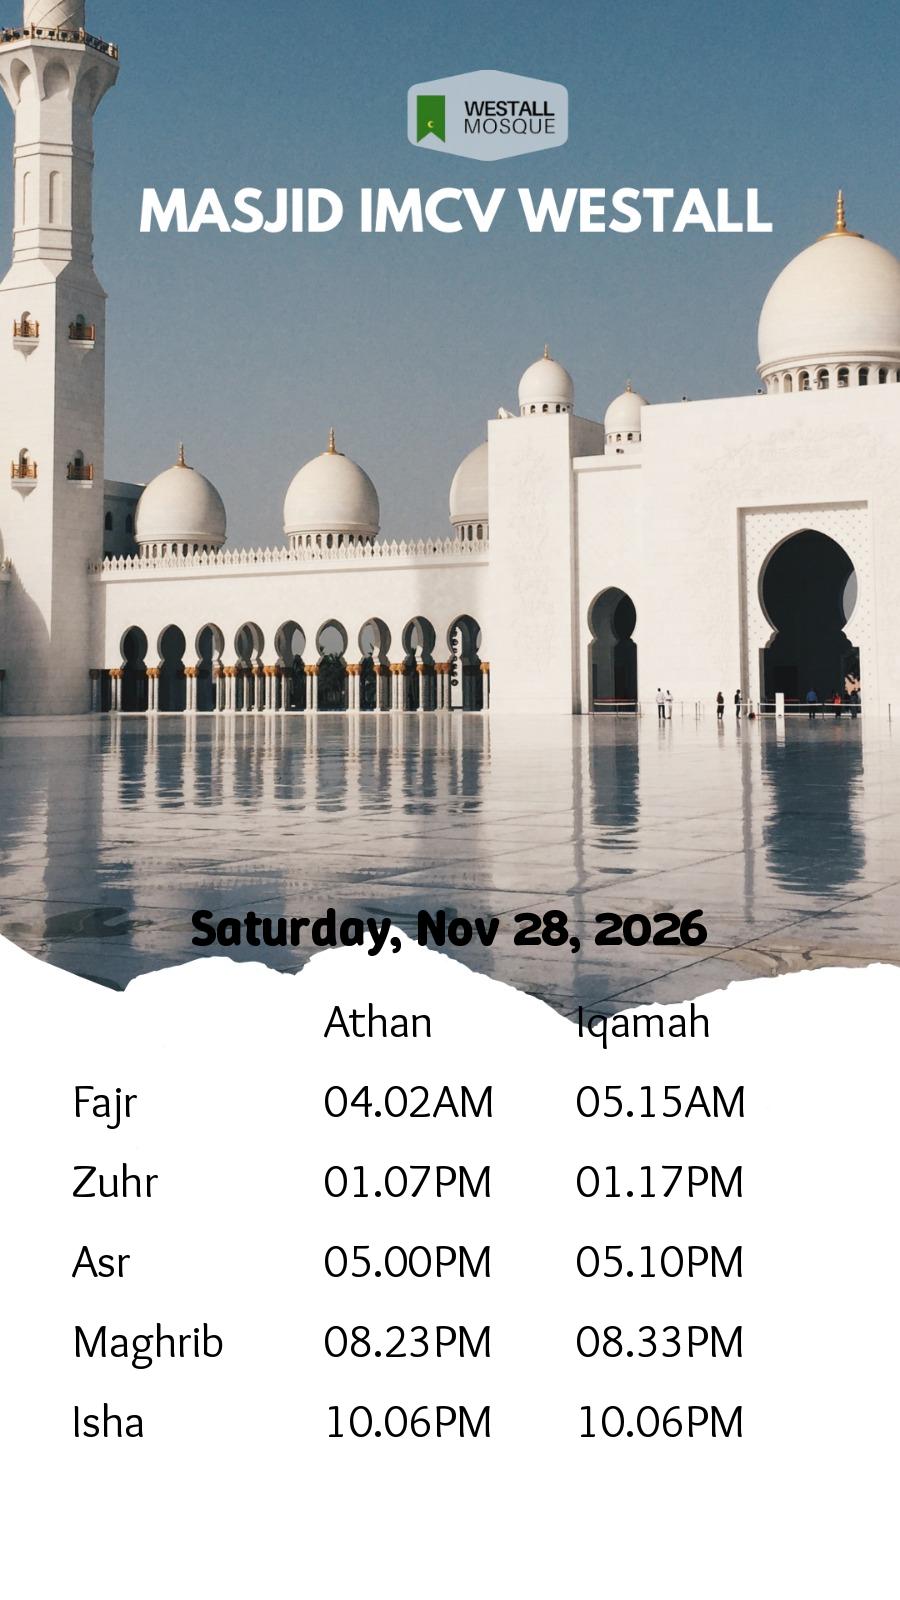 WESTALL
MOSQUE
MASJID IMCV WESTALL
Saturday, Nov 28, 2026
Athan Iqamah
Fajr 04.02AM 05.15AM
Zuhr 01.07PM 01.17PM
Asr 05.00PM 05.10PM
Maghrib 08.23PM 08.33PM
Isha 10.06PM 10.06PM